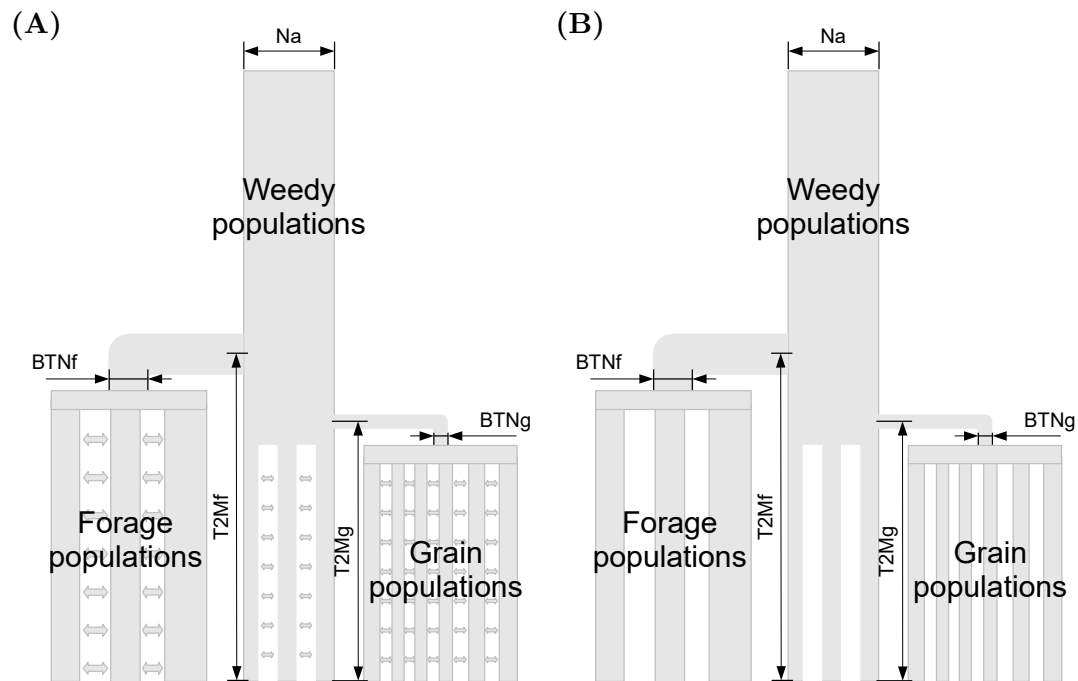 (A)
Na
Weedy
populations
BTNf
BTNg
T2Mf
T2Mg
Forage
populations
Grain
populations
(B)
Na
Weedy
populations
BTNf
BTNg
T2Mf
T2Mg
Forage
populations
Grain
populations